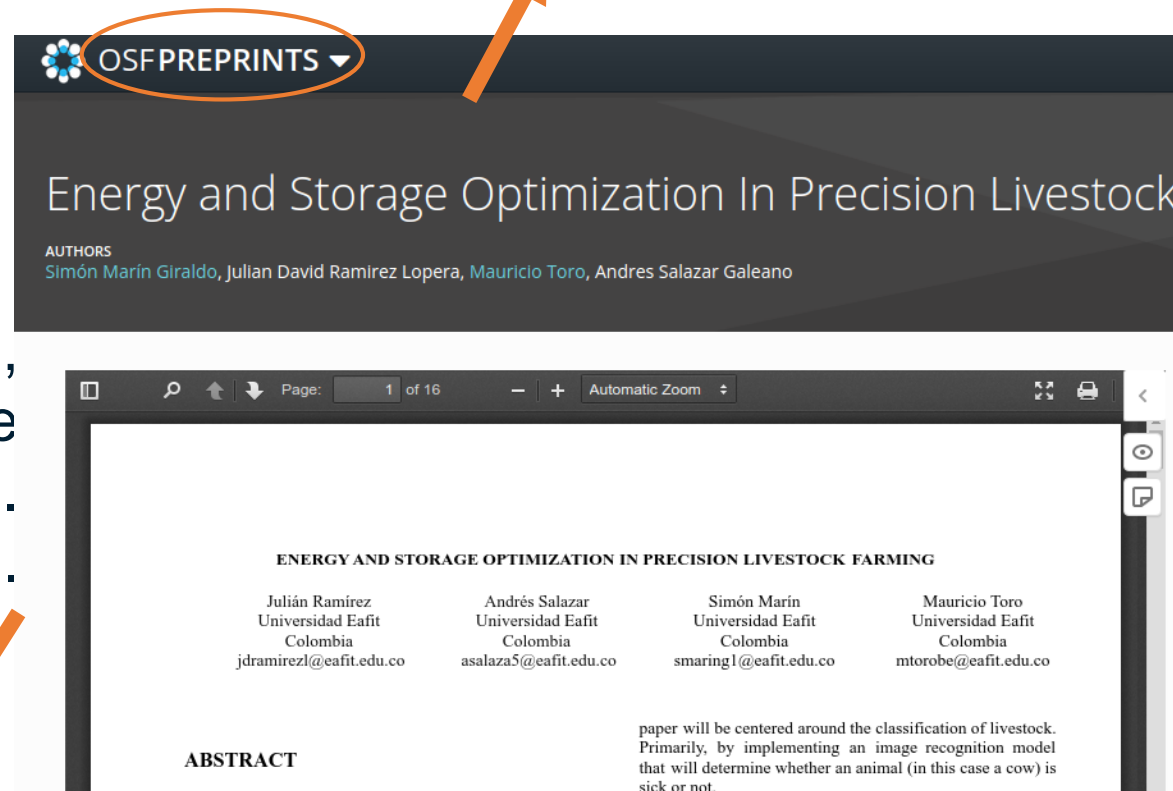 OSFPREPRINTS
Energy and Storage Optimization In Precision Livestock
AUTHORS
Simón Marín Giraldo, Julian David Ramirez Lopera, Mauricio Toro, Andres Salazar Galeano
,
e
.
.
Page: 1 of 16 Automatic Zoom
ENERGY AND STORAGE OPTIMIZATION IN PRECISION LIVESTOCK FARMING
Julián Ramírez Andrés Salazar Simón Marín Mauricio Toro
Universidad Eafit Universidad Eafit Universidad Eafit Universidad Eafit
Colombia Colombia Colombia Colombia
jdramirezl@eafit.edu.co asalaza5@eafit.edu.co smaring1@eafit.edu.co mtorobe@eafit.edu.co
ABSTRACT
paper will be centered around the classification of livestock.
Primarily, by implementing an image recognition model
that will determine whether an animal (in this case a cow) is
sick or not.